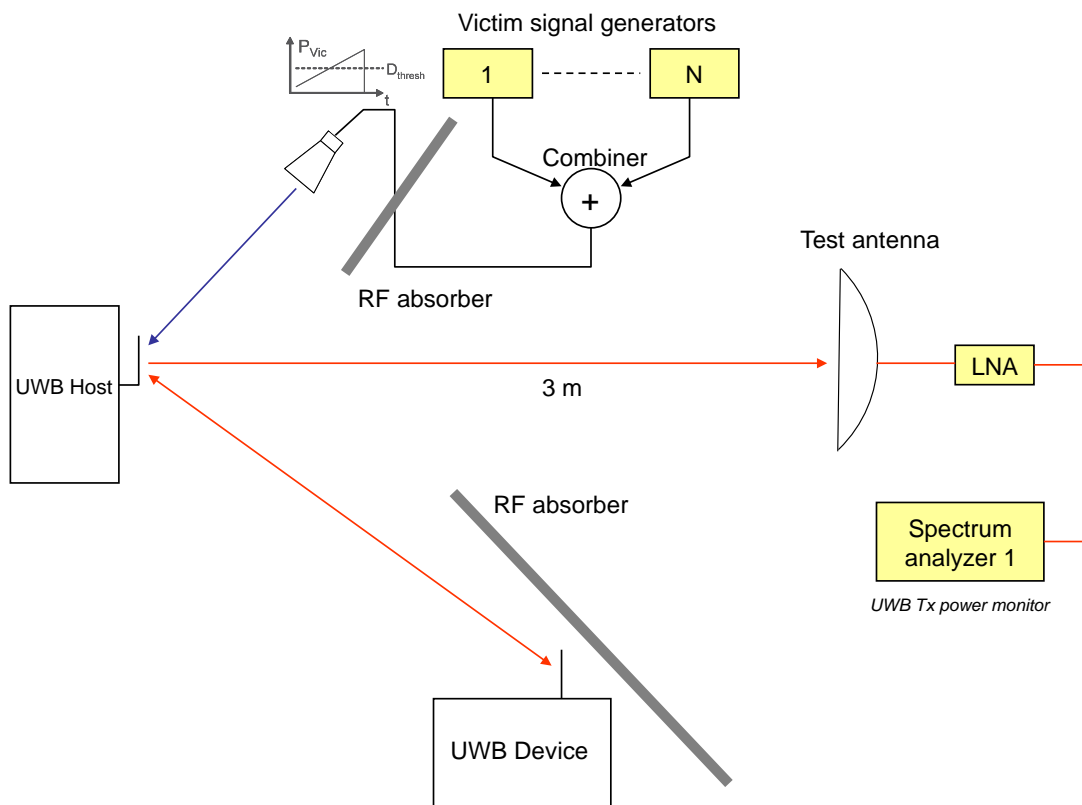 Victim signal generators
P Vic
D thresh
t
1
N
Combiner
+
Test antenna
RF absorber
UWB Host
LNA
3 m
RF absorber
Spectrum
analyzer 1
UWB Tx power monitor
UWB Device